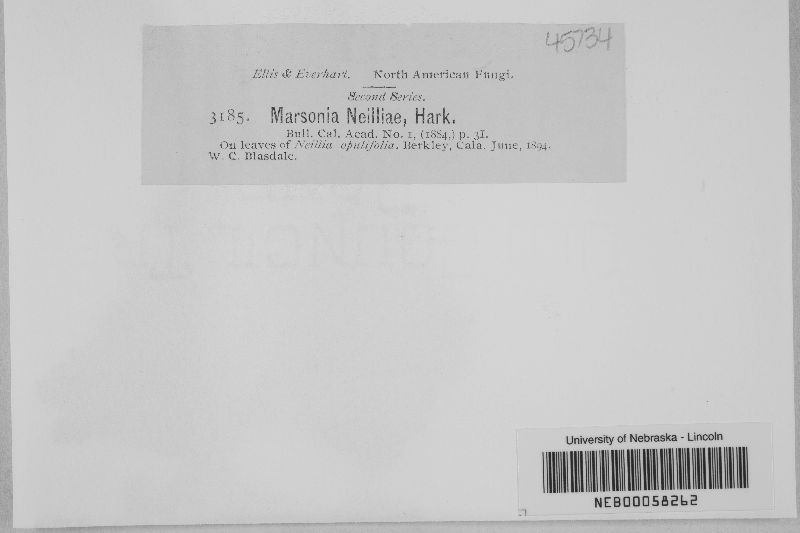 45734
Ellis & Everhart. North American Fungi.
Second Series.
3185. Marsonia Neilliae, Hark.
Bull. Cal. Acad. No. 1, (1884,) p. 31.
On leaves of Neillia opulifolia. Berkley, Cala. June, 1894.
W. C. Blasdale.
University of Nebraska - Lincoln
NEB00058262